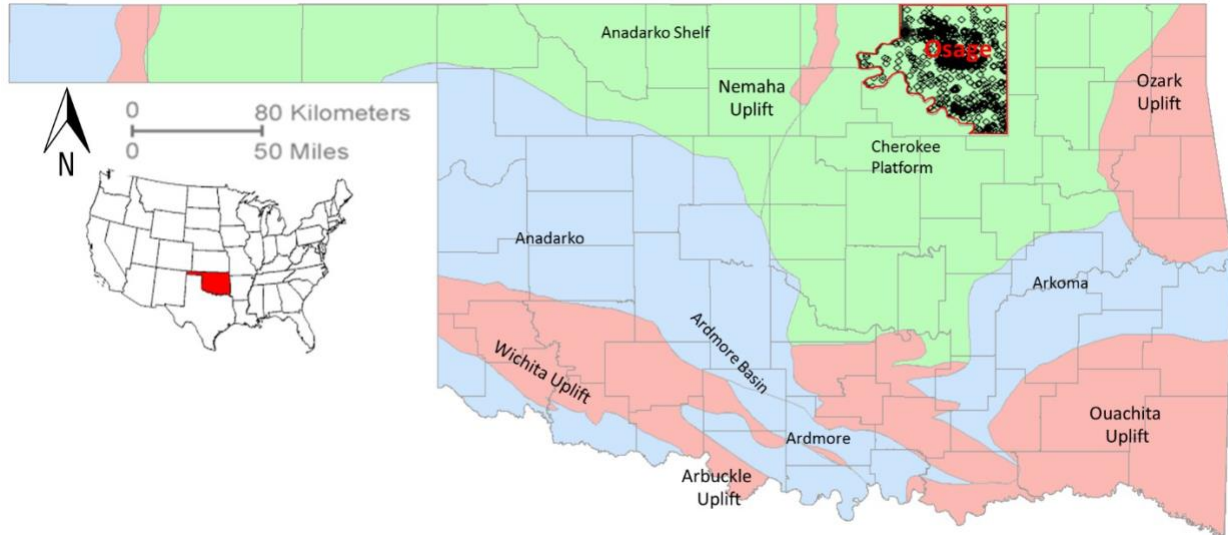 Anadarko Shelf
Osage
Nemaha
Uplift
Ozark
Uplift
0 80 Kilometers
0 50 Miles
N
Cherokee
Platform
Anadarko
Arkoma
Ardmore Basin
Wichita Uplift
Ouachita
Uplift
Ardmore
Arbuckle
Uplift